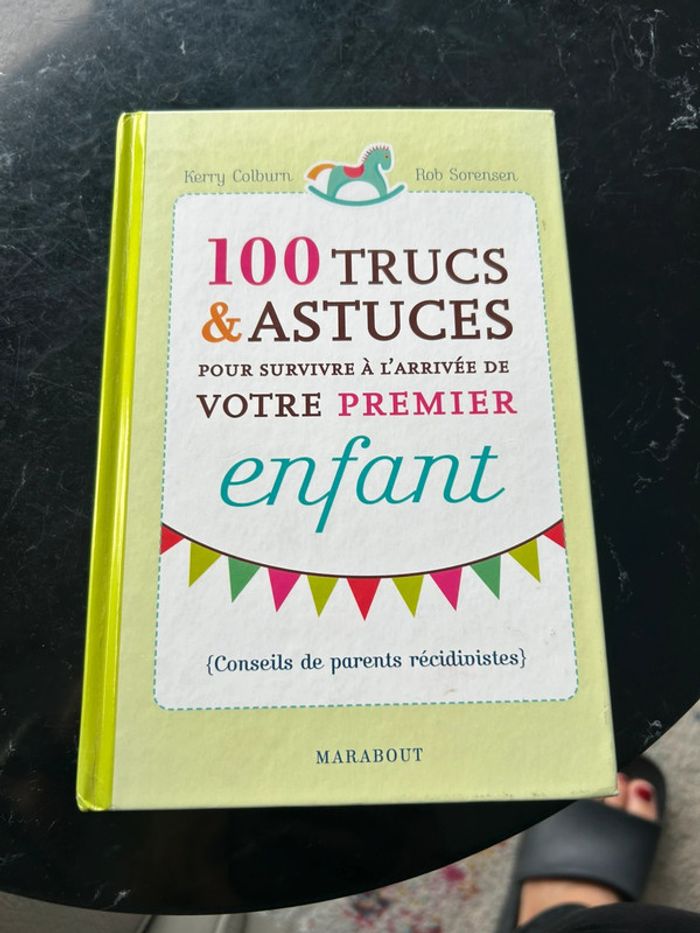 Kerry Colburn Rob Sorensen
100 TRUCS
& ASTUCES
POUR SURVIVRE À L'ARRIVÉE DE
VOTRE PREMIER
enfant
{Conseils de parents récidivistes}
MARABOUT